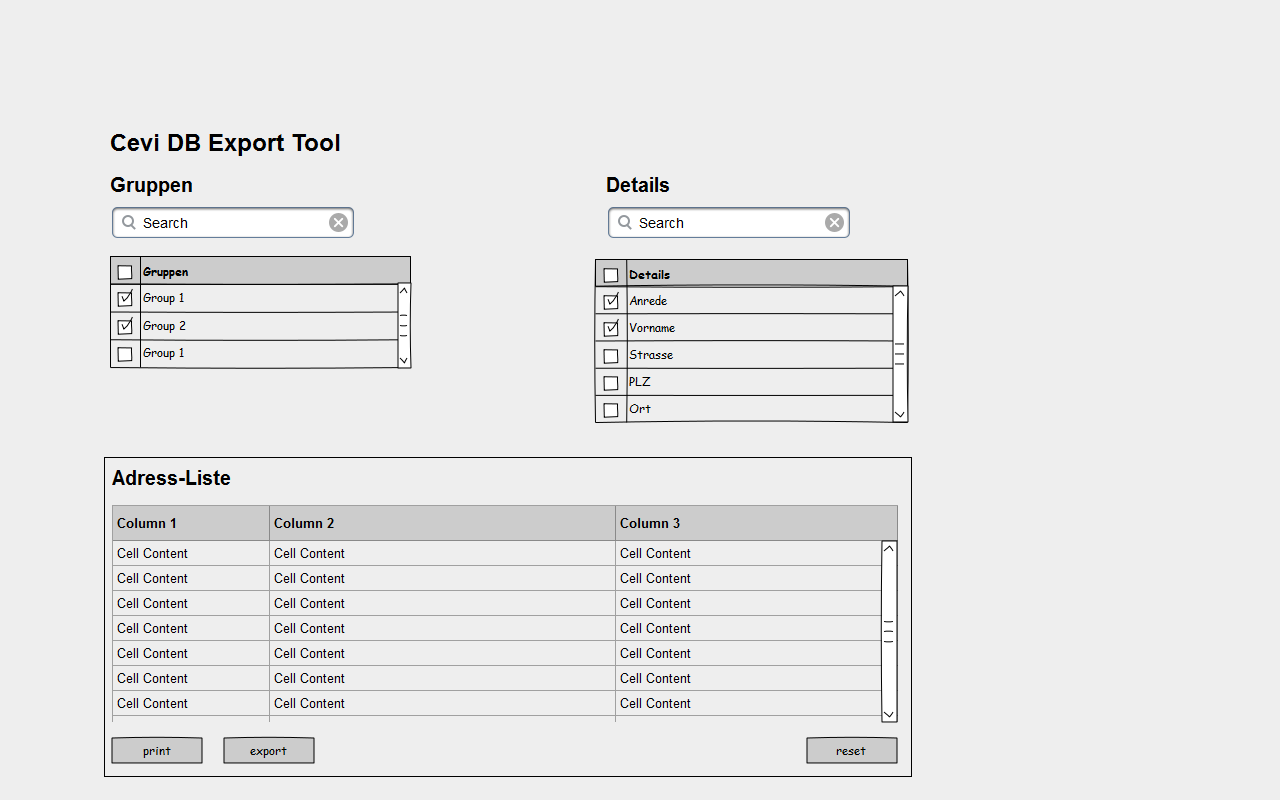 Cevi DB Export Tool
Gruppen
Search
Gruppen
Group 1
Group 2
Group 1
Details
Search
Details
Anrede
Vorname
Strasse
PLZ
Ort
Adress-Liste
Column 1 Column 2 Column 3
Cell Content Cell Content Cell Content
Cell Content Cell Content Cell Content
Cell Content Cell Content Cell Content
Cell Content Cell Content Cell Content
Cell Content Cell Content Cell Content
Cell Content Cell Content Cell Content
Cell Content Cell Content Cell Content
print export reset